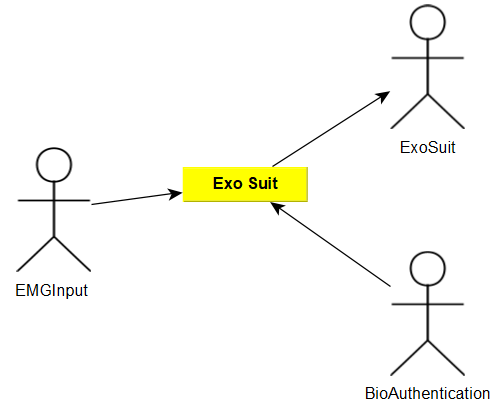 ExoSuit
Exo Suit
EMGInput
BioAuthentication